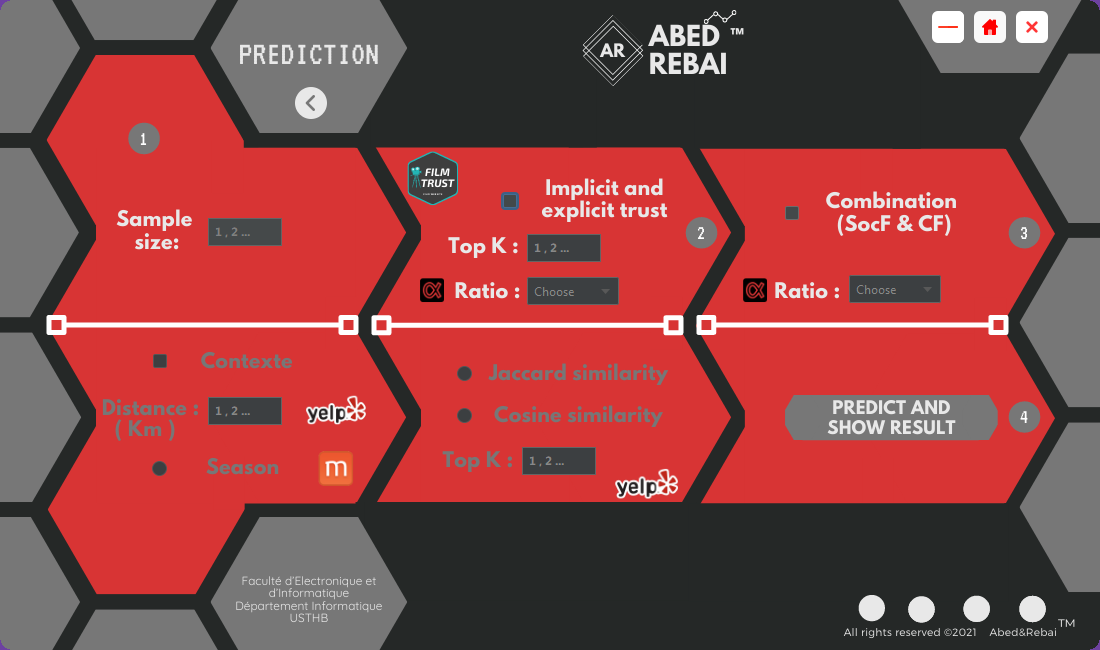 PREDICTION
AR
ABED ™
REBAI
1
Sample
size:
1 , 2 ...
FILM
TRUST
Implicit and
explicit trust
Top K :
1 , 2 ...
2
Ratio :
Choose
Combination
(SocF & CF)
3
Ratio :
Choose
Contexte
Distance :
( Km )
1 , 2 ...
yelp
Season
m
Jaccard similarity
Cosine similarity
Top K :
1 , 2 ...
yelp
PREDICT AND
SHOW RESULT
4
Faculté d'Electronique et
d'Informatique
Département Informatique
USTHB
All rights reserved ©2021 Abed&Rebai TM